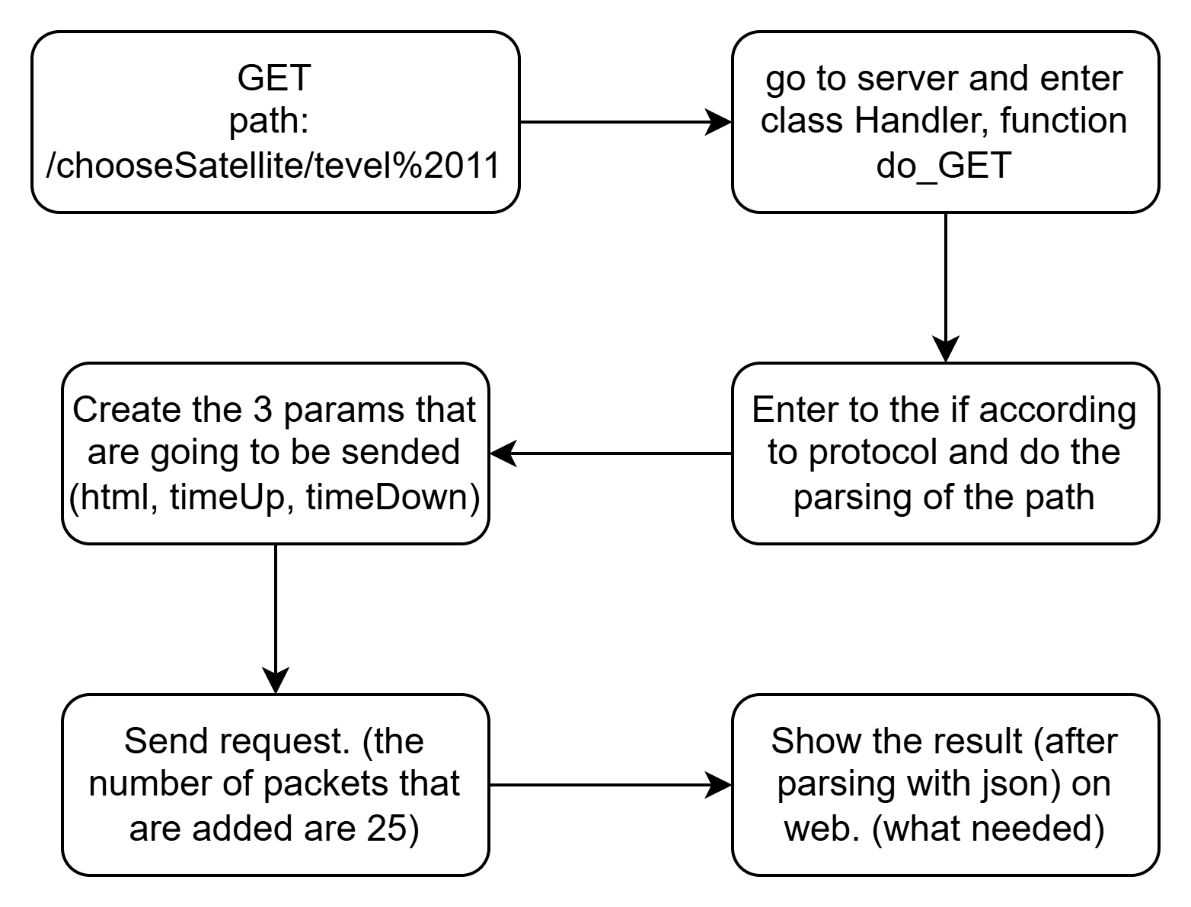 GET
path:
/chooseSatellite/tevel%2011
go to server and enter
class Handler, function
do_GET
Enter to the if according
to protocol and do the
parsing of the path
Create the 3 params that
are going to be sended
(html, timeUp, timeDown)
Send request. (the
number of packets that
are added are 25)
Show the result (after
parsing with json) on
web. (what needed)